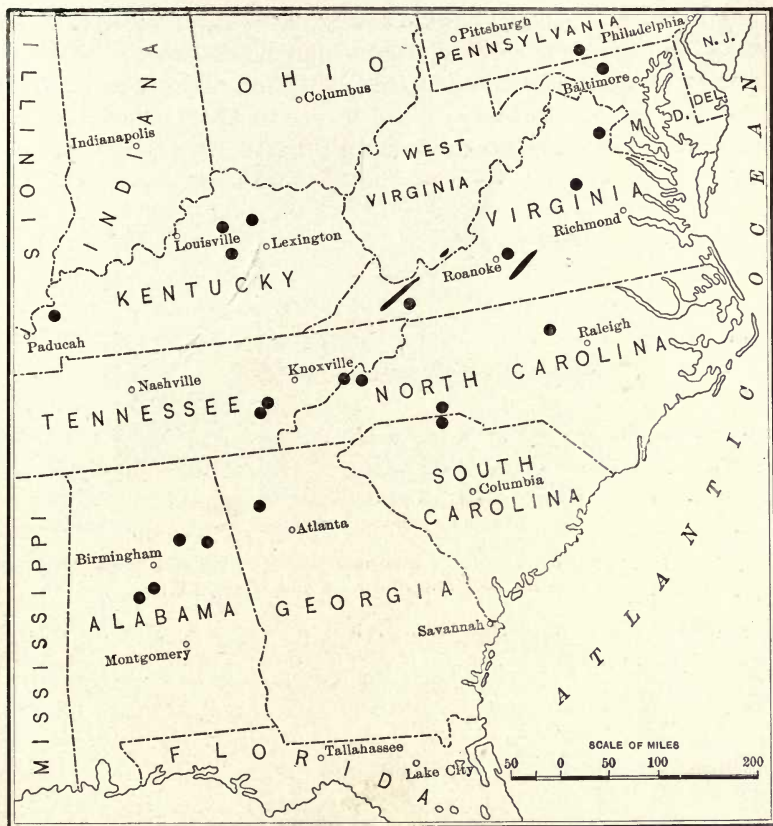 Pittsburgh
PENNSYLVANIA
Philadelphia
N. J.
OHIO
Columbus
Baltimore
M D.
DEL.
ILLINOIS
INDIANA
Indianapolis
WEST
VIRGINIA
VIRGINIA
Richmond
Louisville
Lexington
KENTUCKY
Roanoke
Paducah
Nashville
Knoxville
TENNESSEE
NORTH CAROLINA
Raleigh
SOUTH
Columbia
CAROLINA
Atlanta
Birmingham
MISSISSIPPI
ALABAMA
GEORGIA
Savannah
Montgomery
ATLANTIC OCEAN
FLORIDA
Tallahassee
Lake City
SCALE OF MILES
50 0 50 100 200